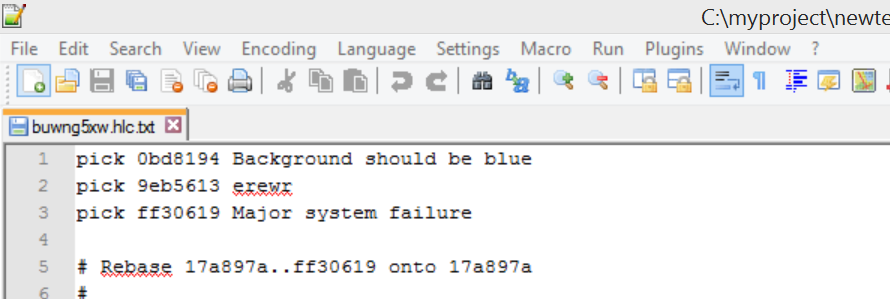 C:\myproject\newte
File Edit Search View Encoding Language Settings Macro Run Plugins Window ?
buwng5xw.hlc.txt
1 pick 0bd8194 Background should be blue
2 pick 9eb5613 erewr
3 pick ff30619 Major system failure
4
5 # Rebase 17a897a..ff30619 onto 17a897a
6 #